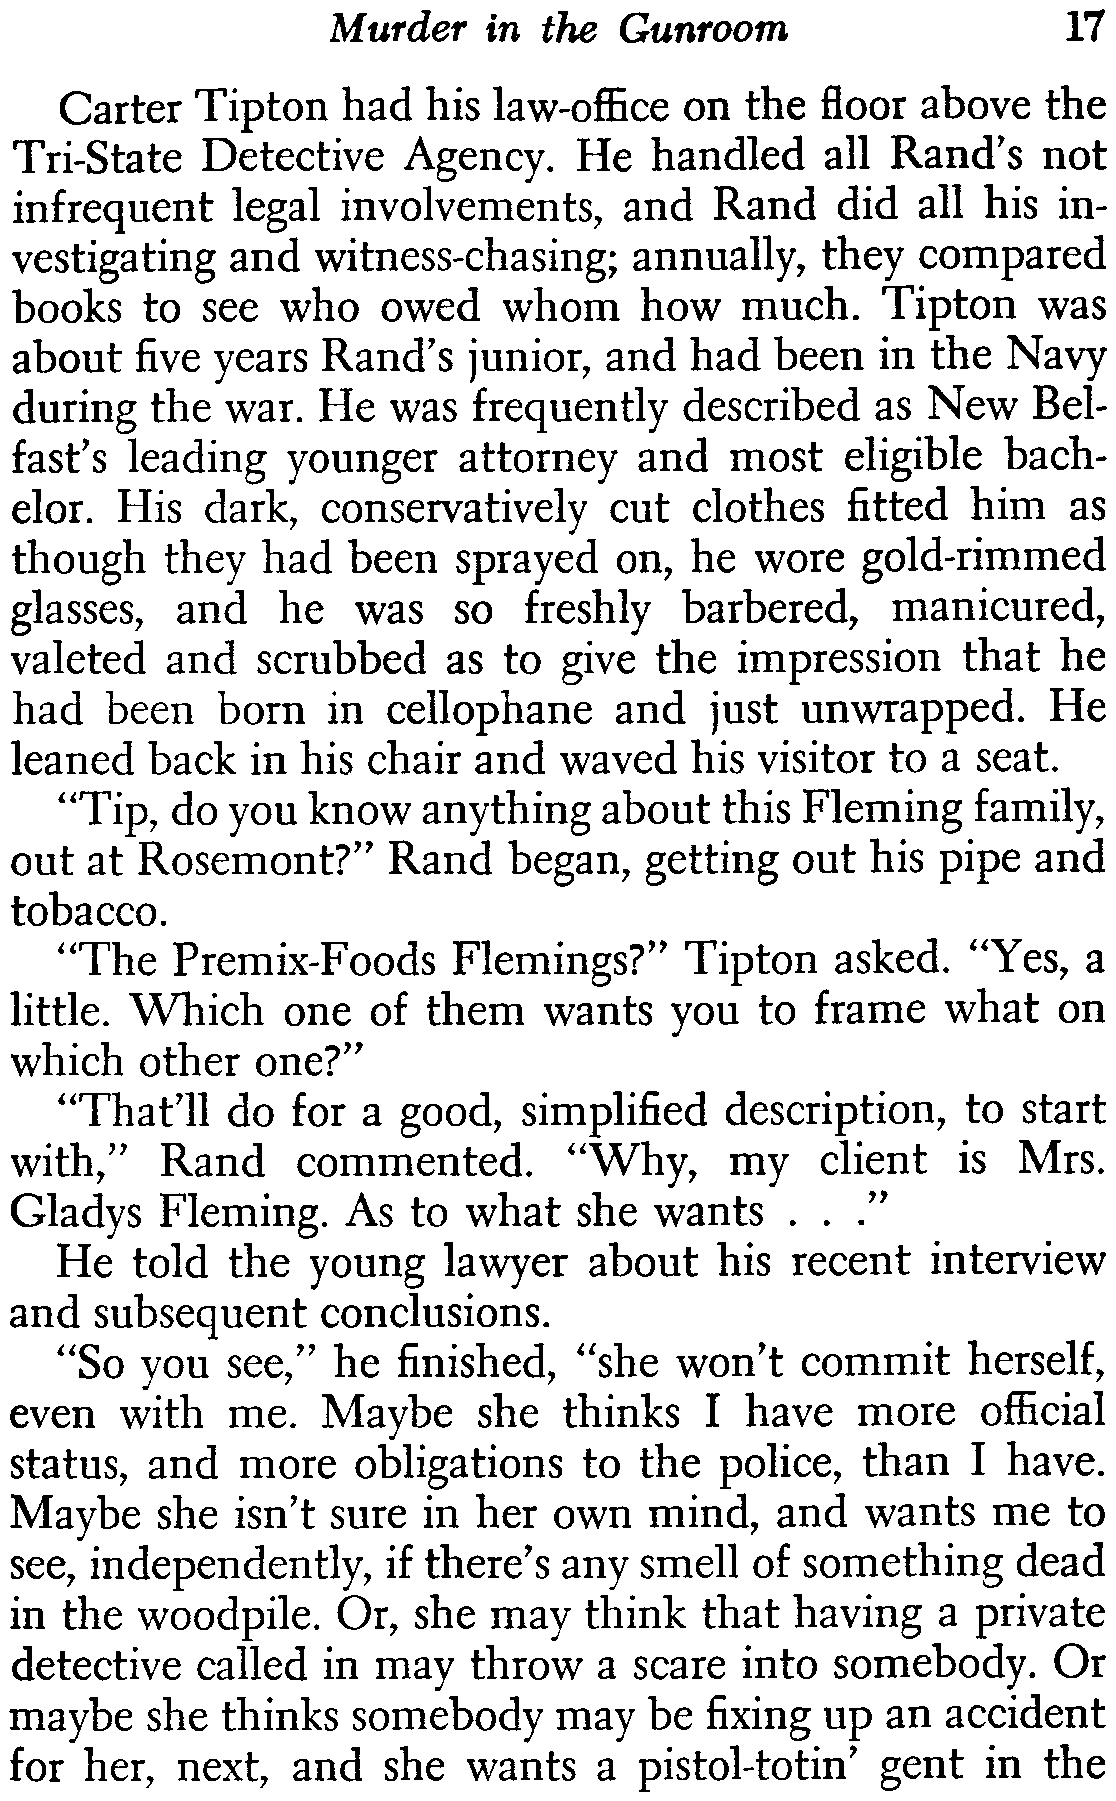 Murder in the Gunroom 17
Carter Tipton had his law-office on the floor above the
Tri-State Detective Agency. He handled all Rand's not
infrequent legal involvements, and Rand did all his in-
vestigating and witness-chasing; annually, they compared
books to see who owed whom how much. Tipton was
about five years Rand's junior, and had been in the Navy
during the war. He was frequently described as New Bel-
fast's leading younger attorney and most eligible bach-
elor. His dark, conservatively cut clothes fitted him as
though they had been sprayed on, he wore gold-rimmed
glasses, and he was so freshly barbered, manicured,
valeted and scrubbed as to give the impression that he
had been born in cellophane and just unwrapped. He
leaned back in his chair and waved his visitor to a seat.
"Tip, do you know anything about this Fleming family,
out at Rosemont?" Rand began, getting out his pipe and
tobacco.
"The Premix-Foods Flemings?" Tipton asked. "Yes, a
little. Which one of them wants you to frame what on
which other one?"
"That'll do for a good, simplified description, to start
with," Rand commented. "Why, my client is Mrs.
Gladys Fleming. As to what she wants . . ."
He told the young lawyer about his recent interview
and subsequent conclusions.
"So you see," he finished, "she won't commit herself,
even with me. Maybe she thinks I have more official
status, and more obligations to the police, than I have.
Maybe she isn't sure in her own mind, and wants me to
see, independently, if there's any smell of something dead
in the woodpile. Or, she may think that having a private
detective called in may throw a scare into somebody. Or
maybe she thinks somebody may be fixing up an accident
for her, next, and she wants a pistol-totin' gent in the